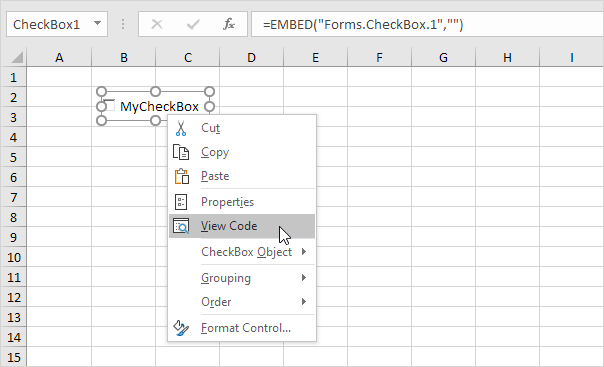 CheckBox1 =EMBED("Forms.CheckBox.1","")
A B C D E F G H I
1
2
MyCheckBox
3
4
5
6
7
8
9
10
11
12
13
14
15
Cut
Copy
Paste
Properties
View Code
CheckBox Object
Grouping
Order
Format Control...